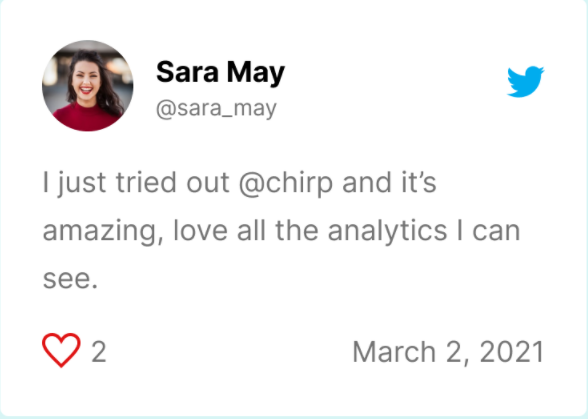 Sara May
@sara_may
I just tried out @chirp and it’s
amazing, love all the analytics I can
see.
2
March 2, 2021